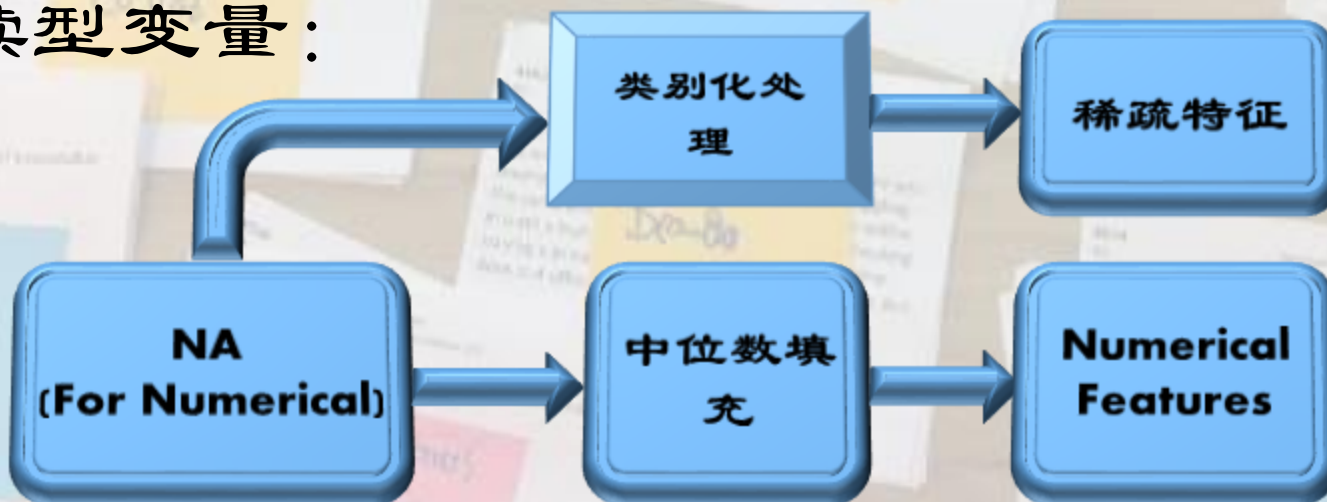 续型变量:
类别化处
理
稀疏特征
NA
(For Numerical)
中位数填
充
Numerical
Features